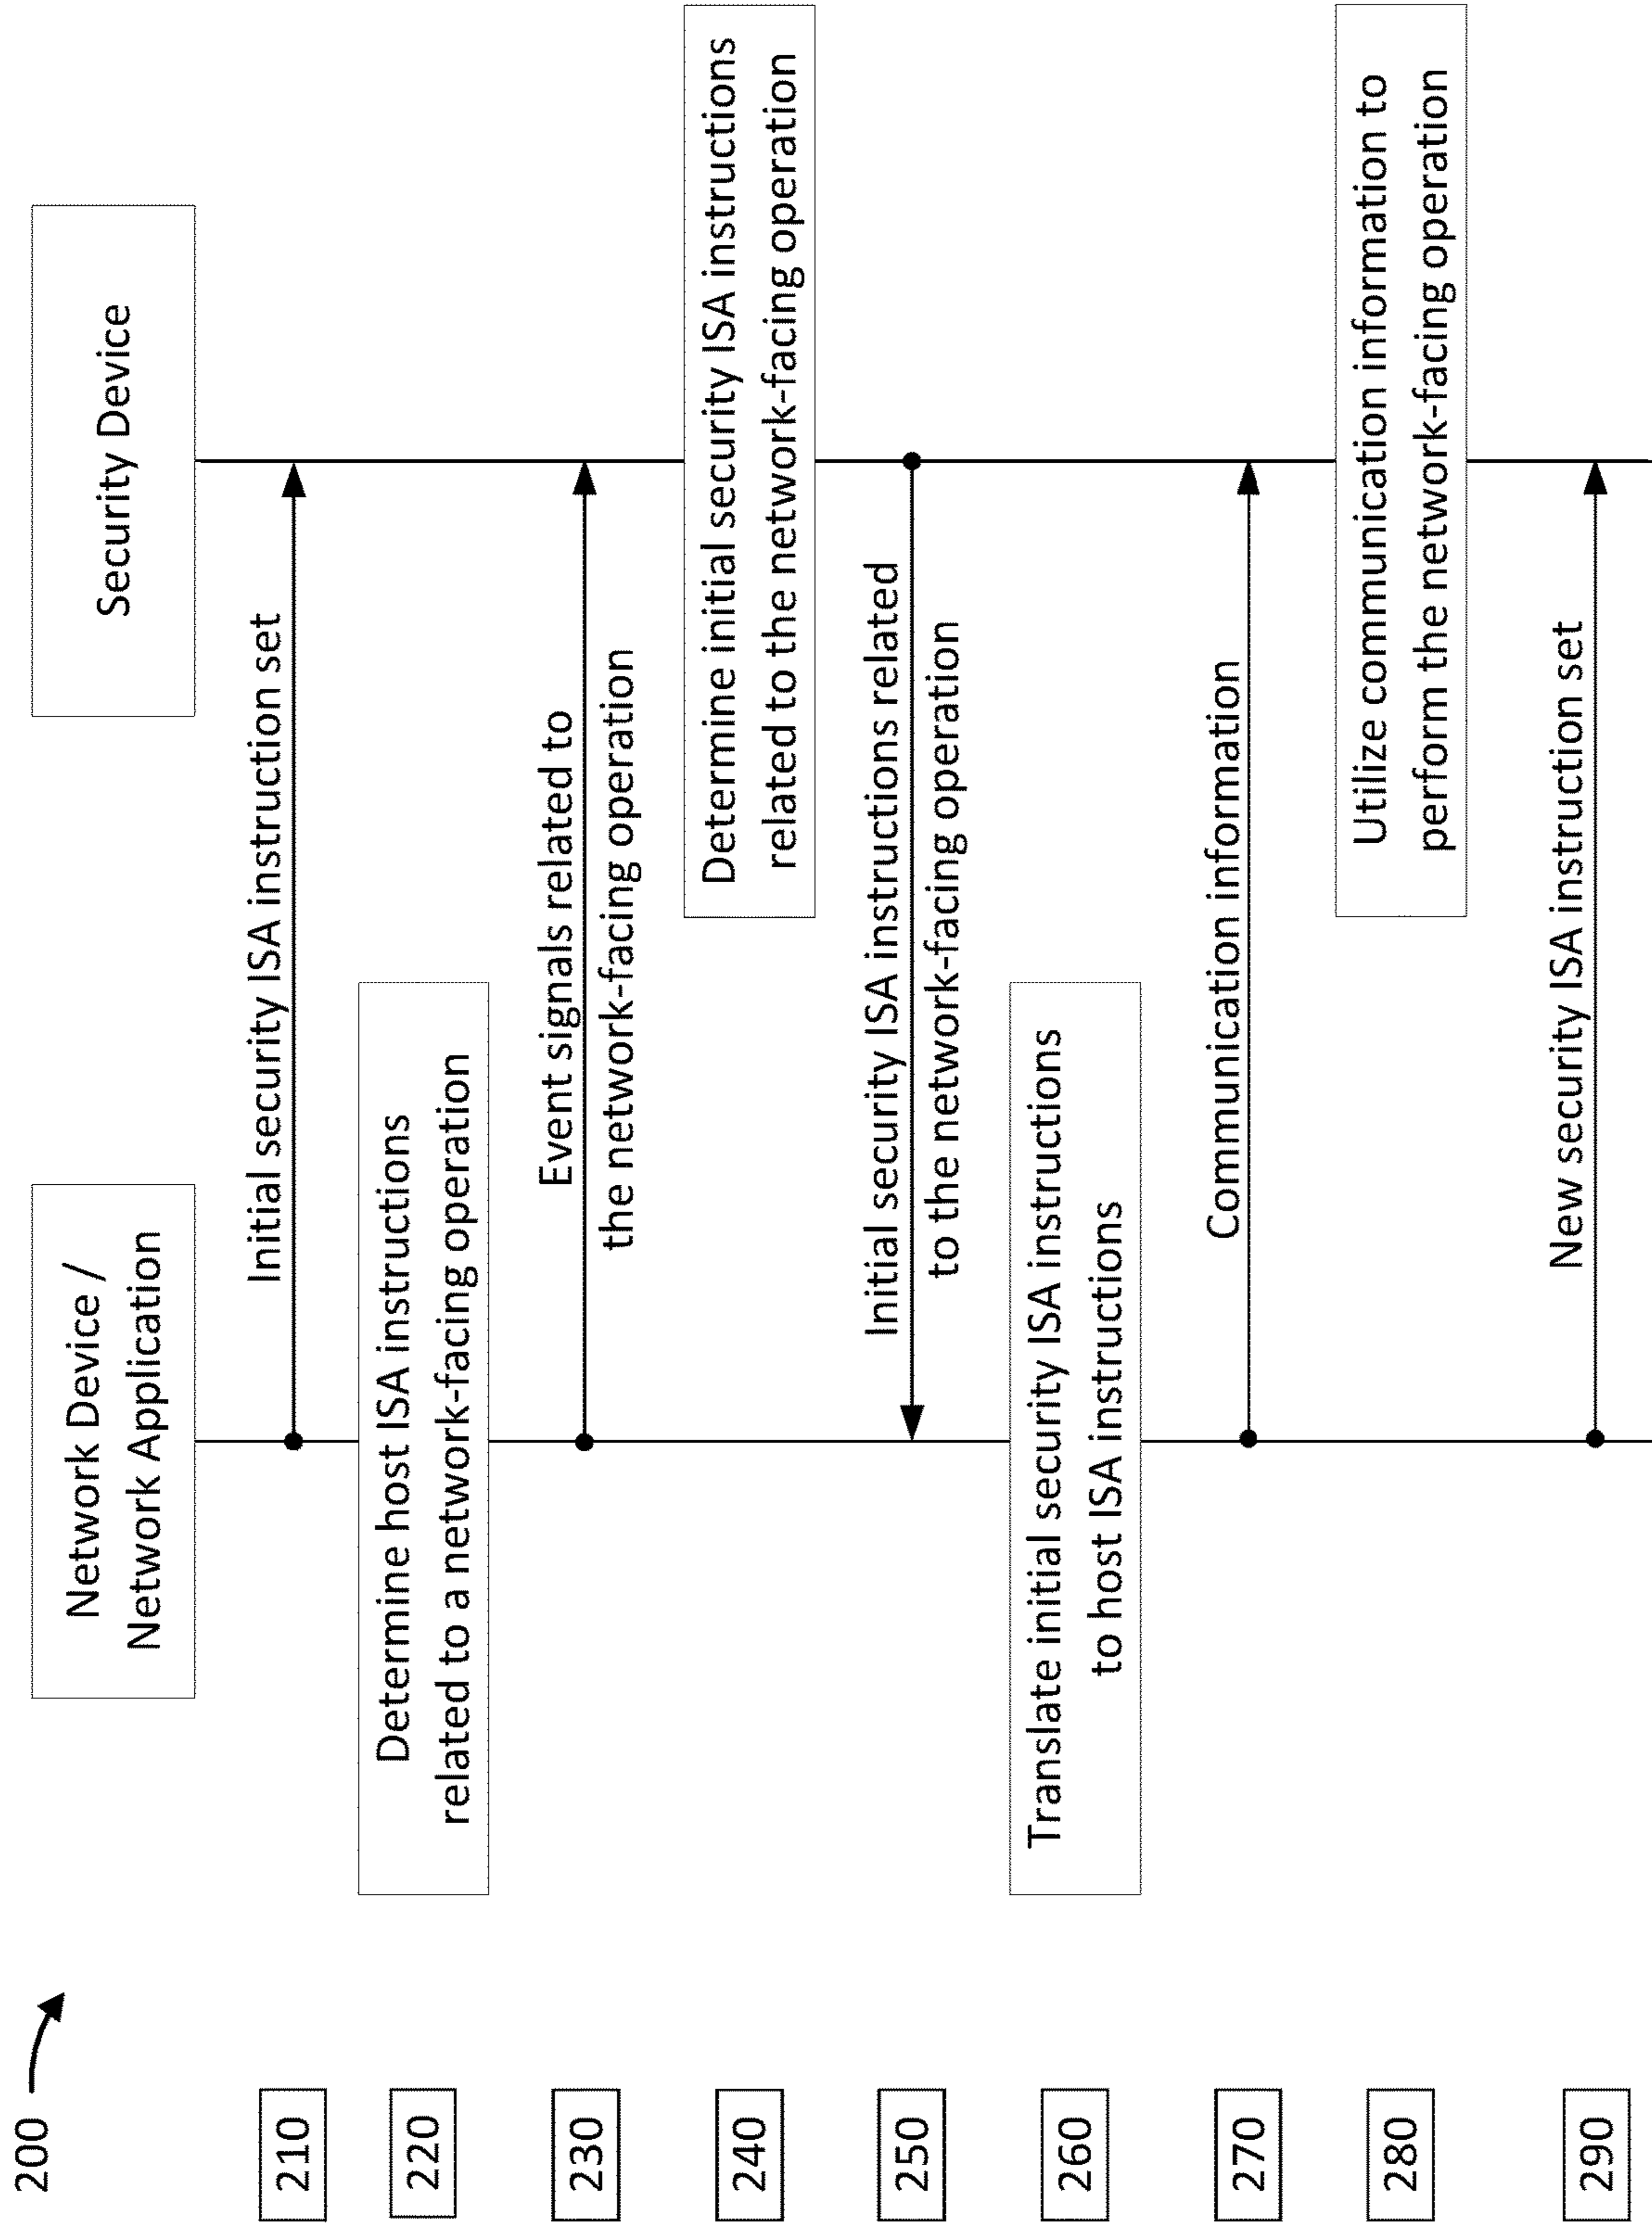 200
Network Device /
Network Application
Security Device
210
Initial security ISA instruction set
220
Determine host ISA instructions
related to a network-facing operation
230
Event signals related to
the network-facing operation
240
Determine initial security ISA instructions
related to the network-facing operation
250
Initial security ISA instructions related
to the network-facing operation
260
Translate initial security ISA instructions
to host ISA instructions
270
Communication information
280
Utilize communication information to
perform the network-facing operation
290
New security ISA instruction set